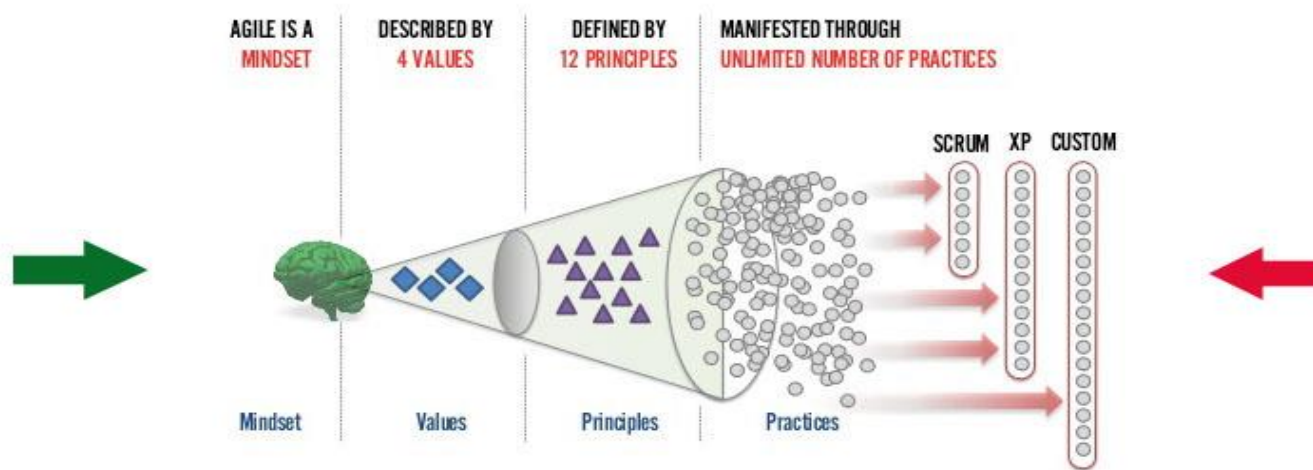 AGILE IS A
MINDSET
DESCRIBED BY
4 VALUES
DEFINED BY
12 PRINCIPLES
MANIFESTED THROUGH
UNLIMITED NUMBER OF PRACTICES
SCRUM
XP
CUSTOM
Mindset
Values
Principles
Practices